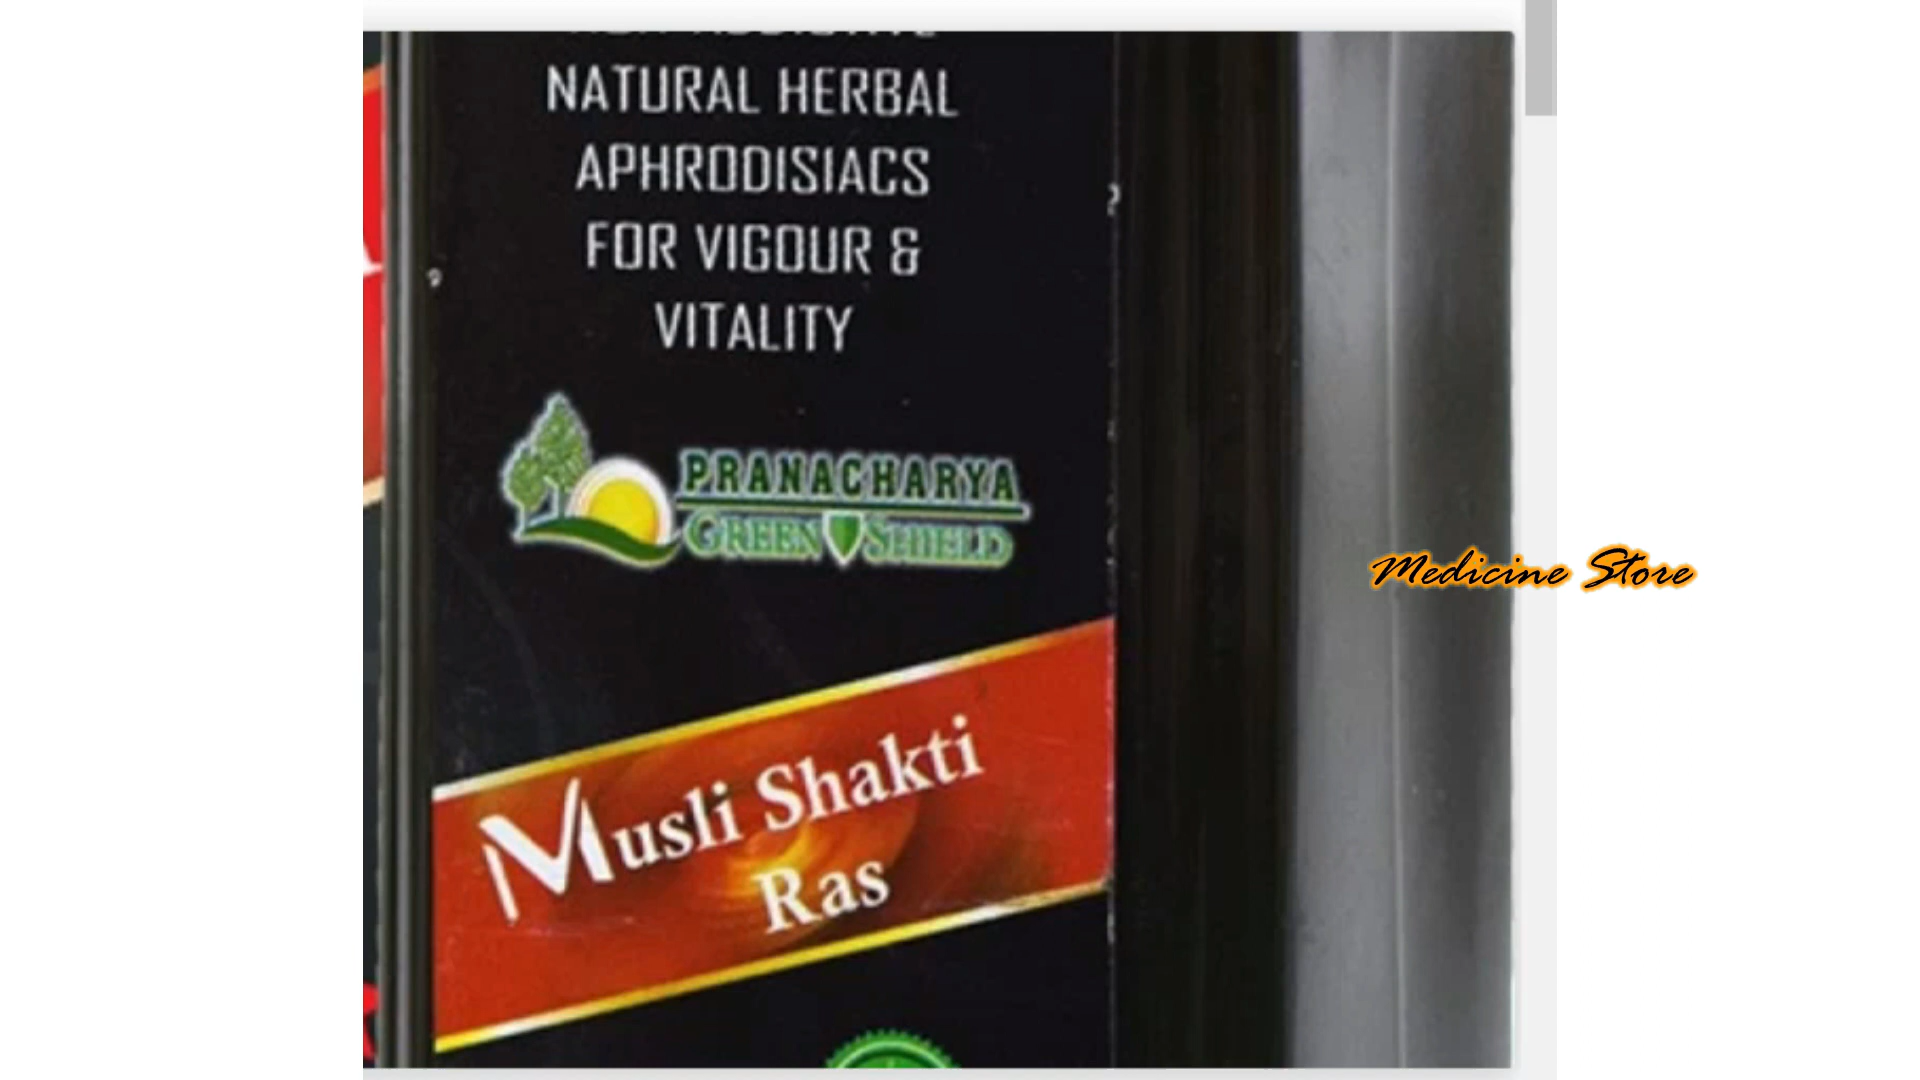 NATURAL HERBAL
APHRODISIACS
FOR VIGOUR &
VITALITY
PRANACHARYA
GREEN SHIELD
Musli Shakti
Ras
Medicine Store